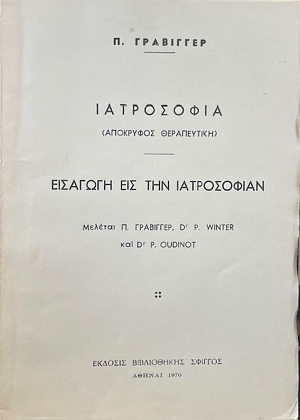 Π. ΓΡΑΒΙΓΓΕΡ
ΙΑΤΡΟΣΟΦΙΑ
(ΑΠΟΚΡΥΦΟΣ ΘΕΡΑΠΕΥΤΙΚΗ)
ΕΙΣΑΓΩΓΗ ΕΙΣ ΤΗΝ ΙΑΤΡΟΣΟΦΙΑΝ
Μελέται Π. ΓΡΑΒΙΓΓΕΡ, Dr P. WINTER
καὶ Dr P. OUDINOT
ΕΚΔΟΣΙΣ ΒΙΒΛΙΟΘΗΚΗΣ ΣΦΙΓΓΟΣ
ΑΘΗΝΑΙ 1970